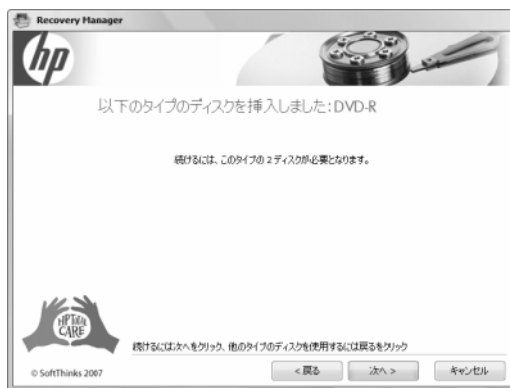 Recovery Manager
hp
以下のタイプのディスクを挿入しました:DVD-R
続けるには、このタイプの 2 ディスクが必要となります。
HP Total
CARE
続けるには次へをクリック、他のタイプのディスクを使用するには戻るをクリック
© SoftThinks 2007
< 戻る
次へ >
キャンセル